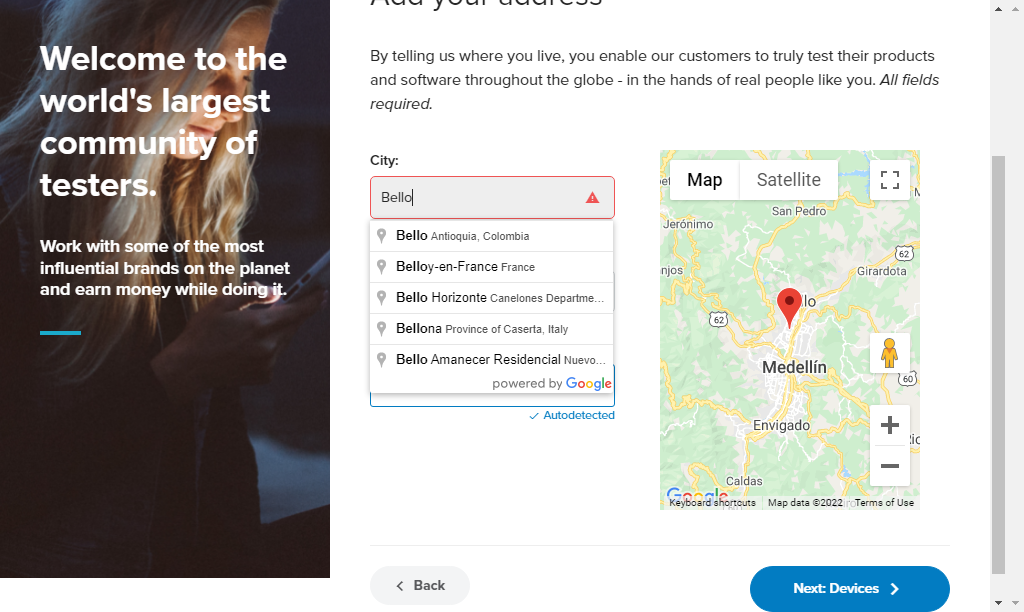 Add your address
Welcome to the
world's largest
community of
testers.
Work with some of the most
influential brands on the planet
and earn money while doing it.
By telling us where you live, you enable our customers to truly test their products
and software throughout the globe - in the hands of real people like you. All fields
required.
City:
Bello
Bello Antioquia, Colombia
Belloy-en-France France
Bello Horizonte Canelones Departme...
Bellona Province of Caserta, Italy
Bello Amanecer Residencial Nuevo...
powered by Google
Autodetected
Map
Satellite
San Pedro
Jerónimo
62
Girardota
njos
62
llo
Medellín
60
Envigado
Caldas
Google
Keyboard shortcuts
Map data ©2022
Terms of Use
Back
Next: Devices